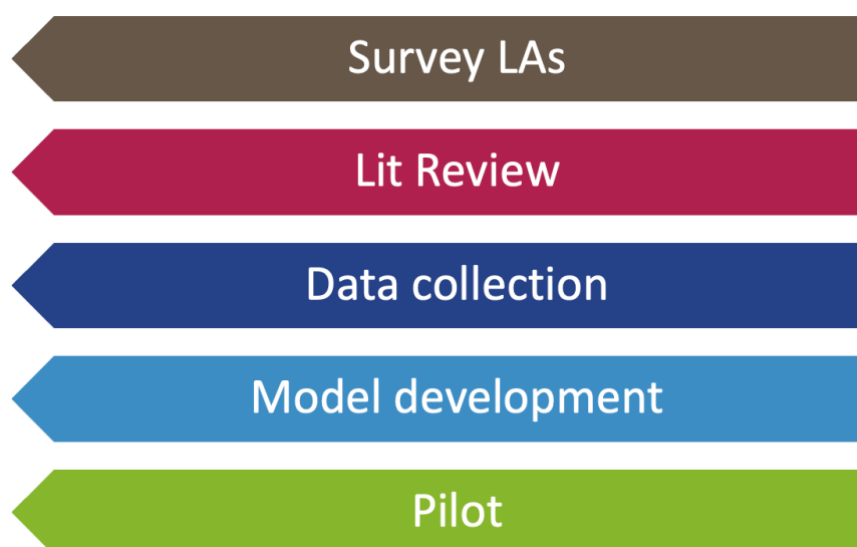 Survey LAs
Lit Review
Data collection
Model development
Pilot